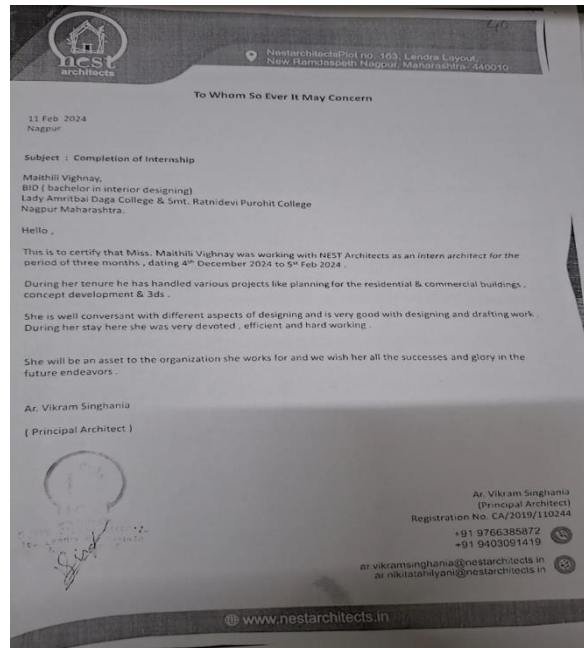 nest
architects
NestarchitectsPlot no. 163, Lendra Layout,
New Ramdaspeth Nagpur, Maharashtra-440010
To Whom So Ever It May Concern
11 Feb 2024
Nagpur
Subject : Completion of Internship
Maithili Vighnay,
BID ( bachelor in interior designing)
Lady Amritbai Daga College & Smt. Ratnidevi Purohit College
Nagpur Maharashtra.
Hello ,
This is to certify that Miss. Maithili Vighnay was working with NEST Architects as an intern architect for the
period of three months , dating 4th December 2024 to 5st Feb 2024 .
During her tenure he has handled various projects like planning for the residential & commercial buildings ,
concept development & 3ds .
She is well conversant with different aspects of designing and is very good with designing and drafting work .
During her stay here she was very devoted , efficient and hard working .
She will be an asset to the organization she works for and we wish her all the successes and glory in the
future endeavors .
Ar. Vikram Singhania
( Principal Architect )
Ar. Vikram Singhania
(Principal Architect)
Registration No. CA/2019/110244
+91 9766385872
+91 9403091419
ar.vikramsinghania@nestarchitects.in
ar.nikitatahilyani@nestarchitects.in
www.nestarchitects.in